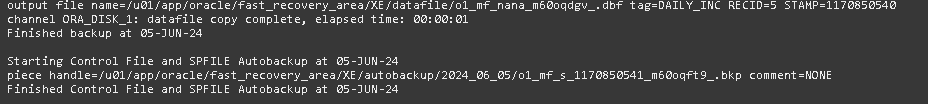 output file name=/u01/app/oracle/fast_recovery_area/XE/datafile/o1_mf_nana_m60oqdgv_.dbf tag=DAILY_INC RECID=5 STAMP=1170850540
channel ORA_DISK_1: datafile copy complete, elapsed time: 00:00:01
Finished backup at 05-JUN-24
Starting Control File and SPFILE Autobackup at 05-JUN-24
piece handle=/u01/app/oracle/fast_recovery_area/XE/autobackup/2024_06_05/o1_mf_s_1170850541_m60oqft9_.bkp comment=NONE
Finished Control File and SPFILE Autobackup at 05-JUN-24